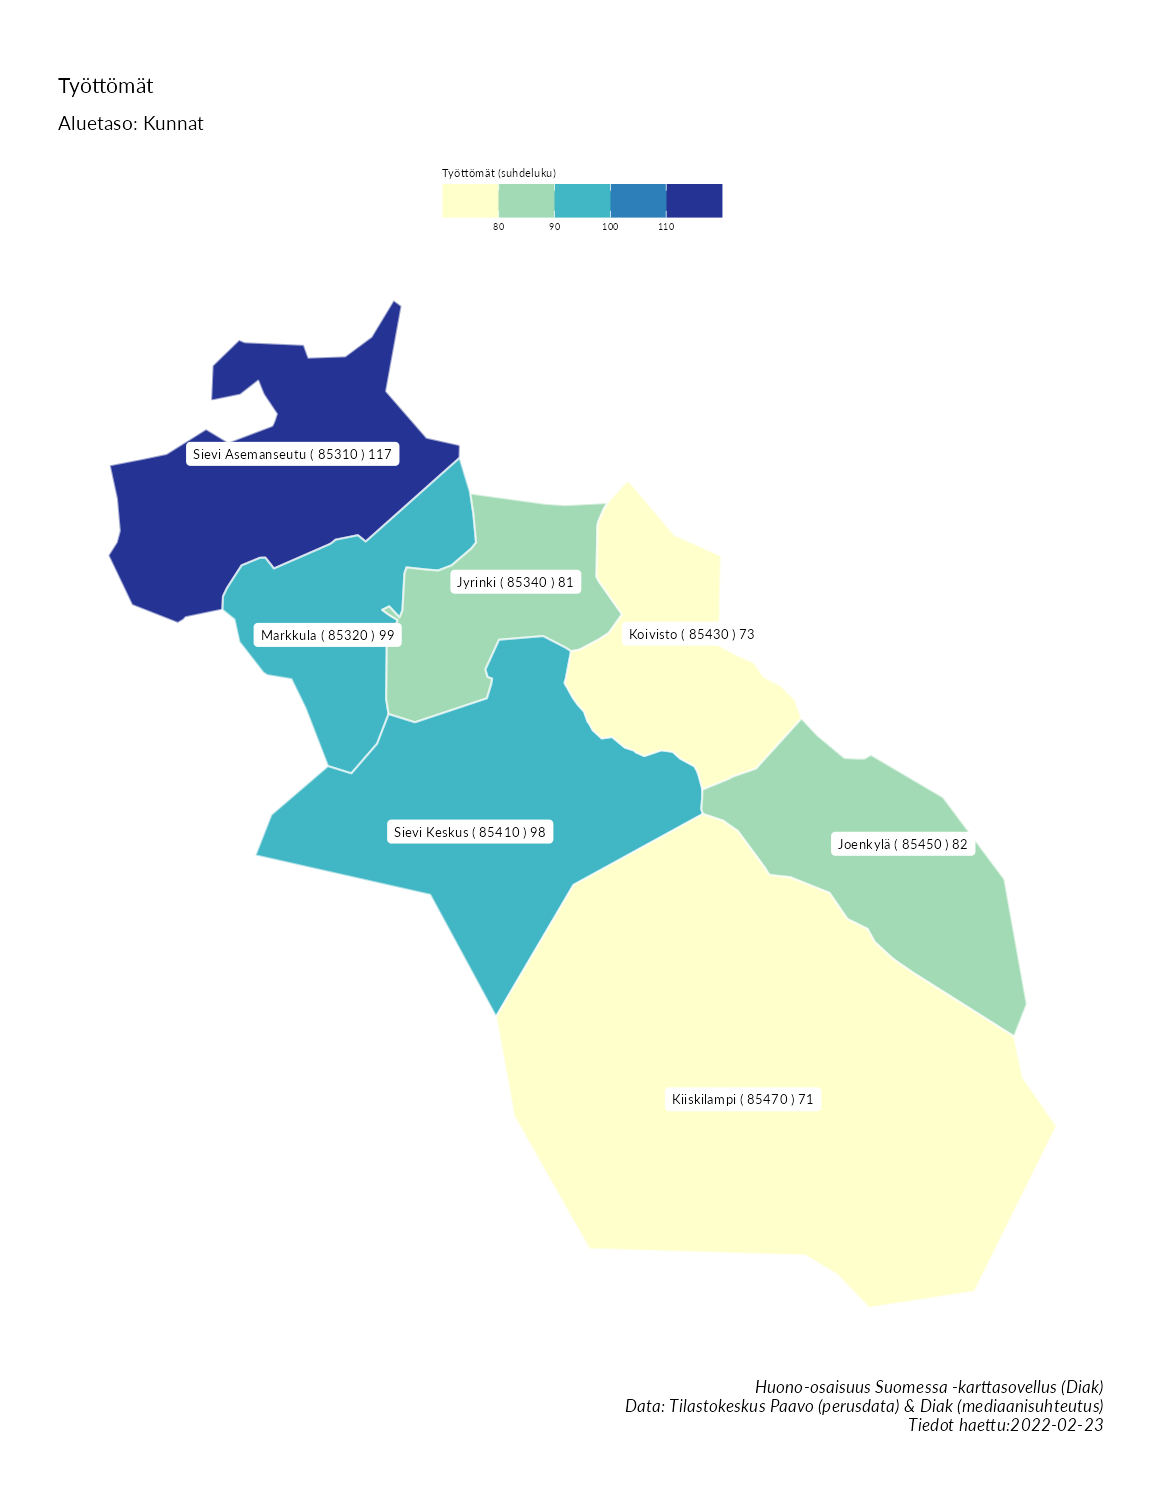 Työttömät
Aluetaso: Kunnat
Työttömät (suhdeluku)
80 90 100 110
Sievi Asemanseutu ( 85310 ) 117
Jyrinki ( 85340 ) 81
Koivisto ( 85430 ) 73
Markkula ( 85320 ) 99
Sievi Keskus ( 85410 ) 98
Joenkylä ( 85450 ) 82
Kiiskilampi ( 85470 ) 71
Huono-osaisuus Suomessa -karttasovellus (Diak)
Data: Tilastokeskus Paavo (perusdata) & Diak (mediaanisuhteutus)
Tiedot haettu:2022-02-23